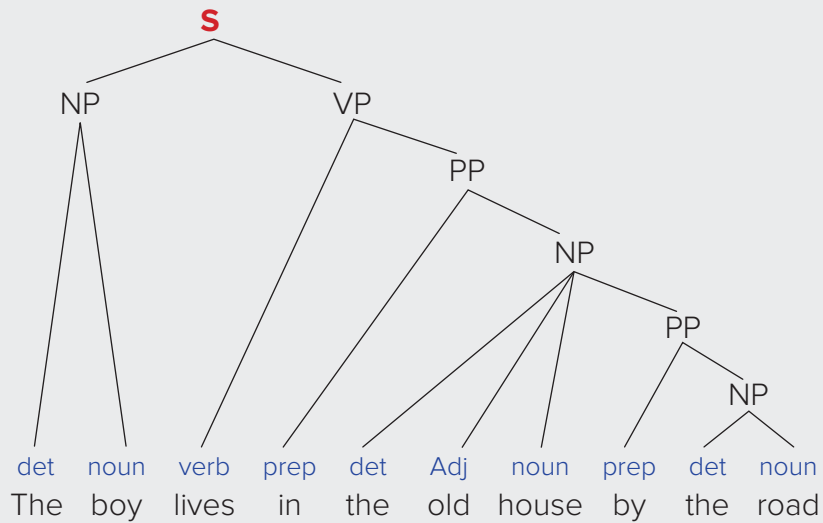 S
NP VP
PP
NP
PP
NP
det noun verb prep det Adj noun prep det noun
The boy lives in the old house by the road